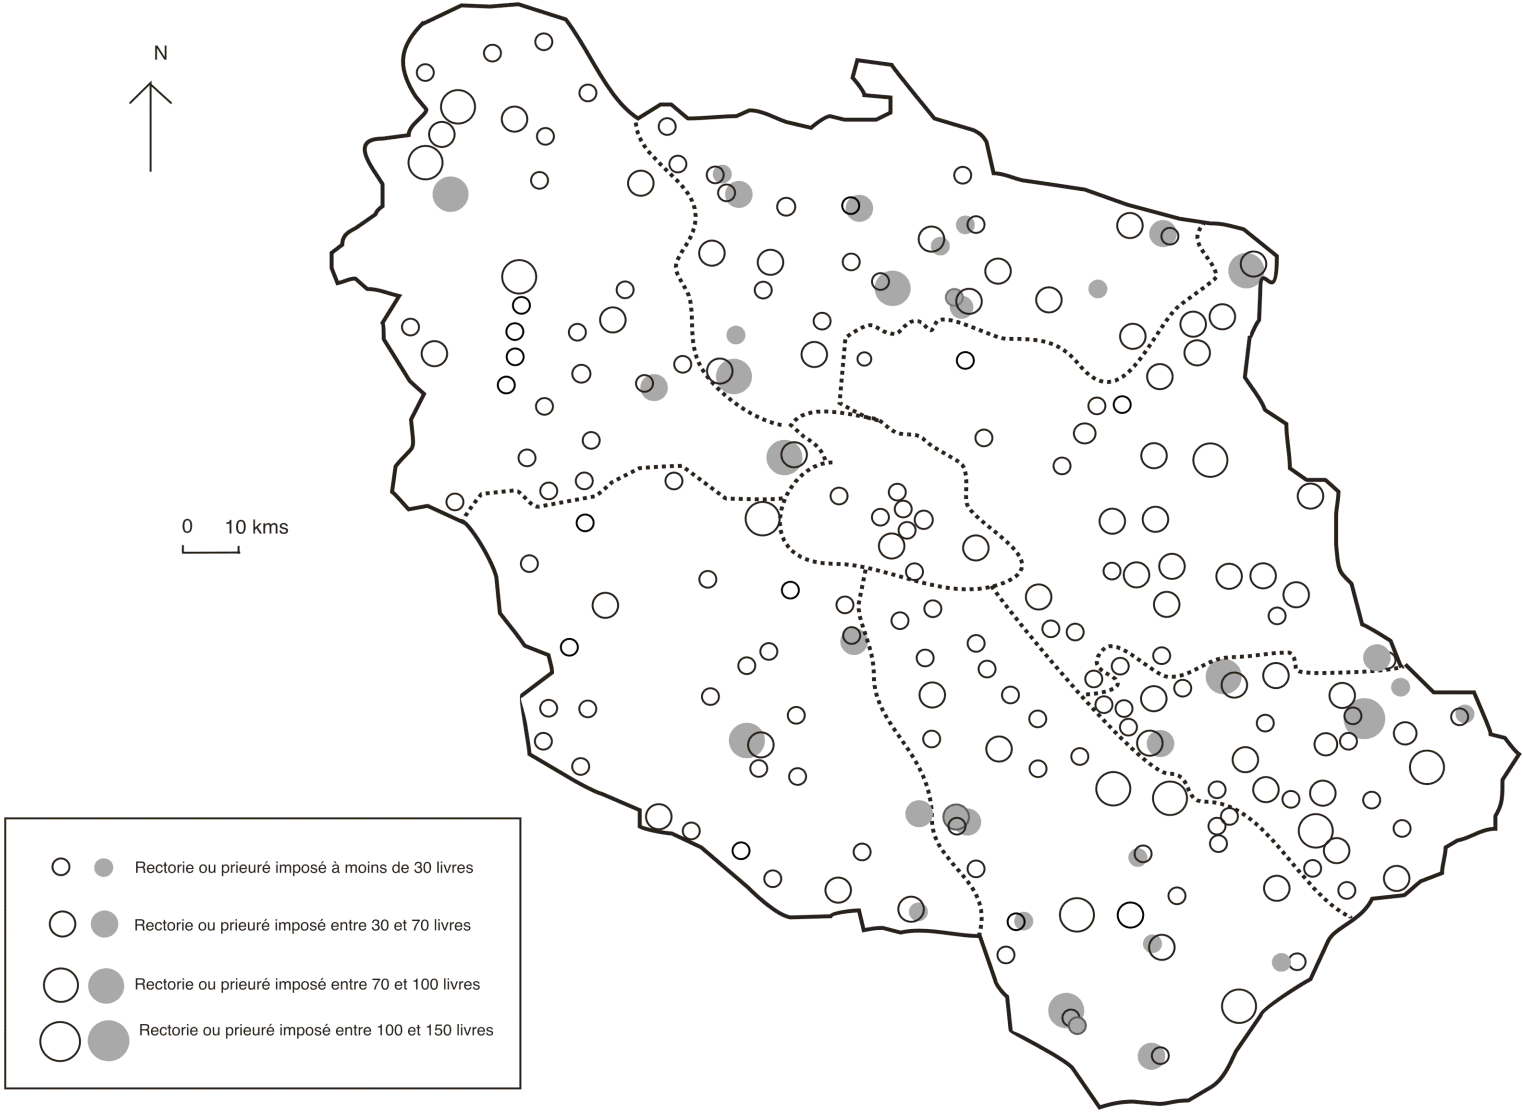 N
0 10 kms
Rectorie ou prieuré imposé à moins de 30 livres
Rectorie ou prieuré imposé entre 30 et 70 livres
Rectorie ou prieuré imposé entre 70 et 100 livres
Rectorie ou prieuré imposé entre 100 et 150 livres